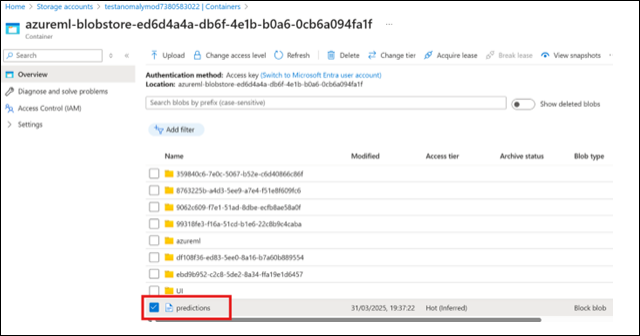 Home > Storage accounts > testanomalymod7380583022 | Containers >
azureml-blobstore-ed6d4a4a-db6f-4e1b-b0a6-0cb6a094fa1f ...
Container
Search
Overview
Diagnose and solve problems
Access Control (IAM)
Settings
Upload Change access level Refresh Delete Change tier Acquire lease Break lease View snapshots
Authentication method: Access key (Switch to Microsoft Entra user account)
Location: azureml-blobstore-ed6d4a4a-db6f-4e1b-b0a6-0cb6a094fa1f
Search blobs by prefix (case-sensitive)
Show deleted blobs
Add filter
Name Modified Access tier Archive status Blob type
359840c6-7e0c-5067-b52e-c6d40866c86f
8763225b-a4d3-5ee9-a7e4-f51e8f609fc6
9062c609-f7e1-51ad-8dbe-ecfb8ae58a0f
99318fe3-f16a-51cd-b1e6-22c8b9c4caba
azureml
df108f36-ed83-5ee0-8a16-b7a60b889554
ebd9b952-c2c8-5de2-8a34-ffa19e1d6457
UI
predictions 31/03/2025, 19:37:22 Hot (Inferred) Block blob